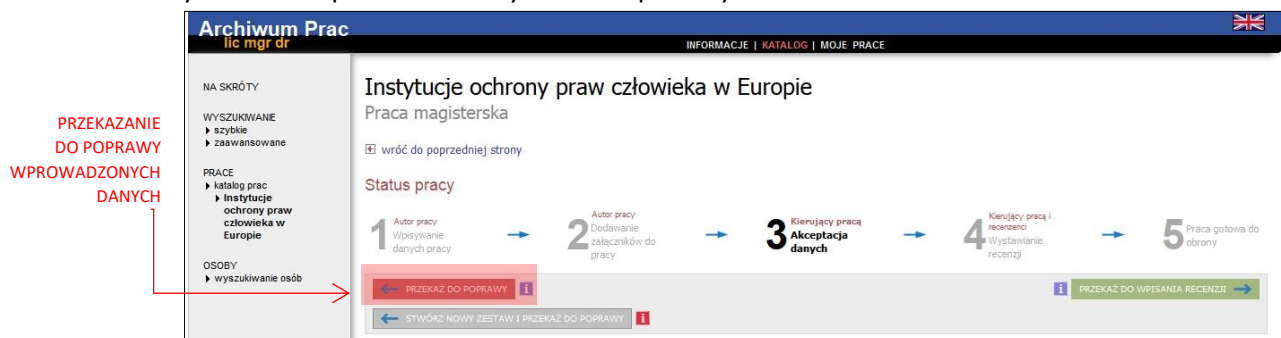 Archiwum Prac
lic mgr dr
INFORMACJE | KATALOG | MOJE PRACE
NA SKRÓTY
WYSZUKIWANIE
szybkie
zaawansowane
PRACE
katalog prac
Instytucje
ochrony praw
człowieka w
Europie
OSOBY
wyszukiwanie osób
PRZEKAZANIE
DO POPRAWY
WPROWADZONYCH
DANYCH
Instytucje ochrony praw człowieka w Europie
Praca magisterska
wróć do poprzedniej strony
Status pracy
1 Autor pracy
Wpisywanie
danych pracy
2 Autor pracy
Dodawanie
załączników do
pracy
3 Kierujący pracą
Akceptacja
danych
4 Kierujący pracą i
recenzenci
Wystawianie
recenzji
5 Praca gotowa do
obrony
PRZEKAŻ DO POPRAWY i
i PRZEKAŻ DO WPISANIA RECENZJI
STWÓRZ NOWY ZESTAW I PRZEKAŻ DO POPRAWY i